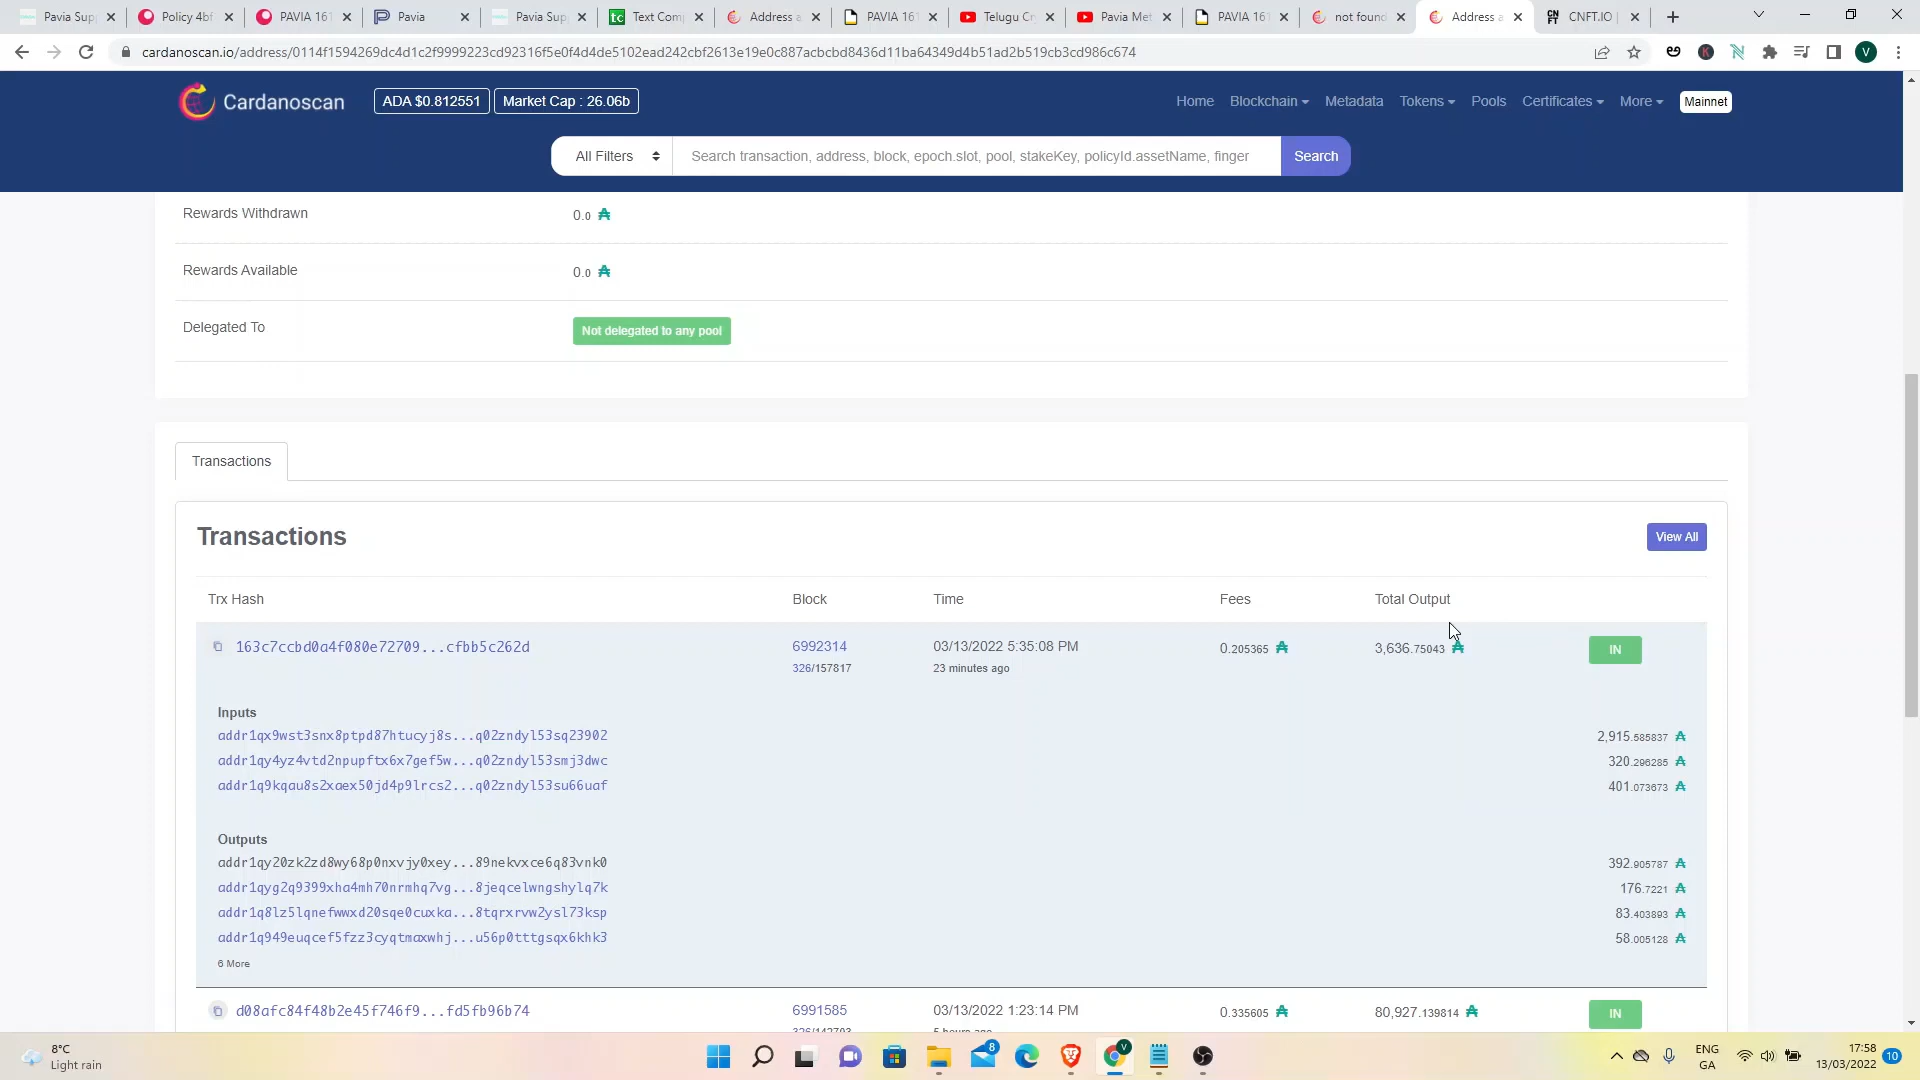 Pavia Sup
Policy 4bf
PAVIA 161
Pavia
Pavia Sup
tc Text Com
Address a
PAVIA 161
Telugu Cr
Pavia Met
PAVIA 161
not found
Address a
CNFT.IO |
cardanoscan.io/address/0114f1594269dc4d1c2f9999223cd92316f5e0f4d4de5102ead242cbf2613e19e0c887acbcbd8436d11ba64349d4b51ad2b519cb3cd986c674
V
Cardanoscan
ADA $0.812551
Market Cap : 26.06b
Home
Blockchain
Metadata
Tokens
Pools
Certificates
More
Mainnet
All Filters
Search transaction, address, block, epoch.slot, pool, stakeKey, policyId.assetName, finger
Search
Rewards Withdrawn
0.0 ₳
Rewards Available
0.0 ₳
Delegated To
Not delegated to any pool
Transactions
Transactions
View All
Trx Hash
Block
Time
Fees
Total Output
163c7ccbd0a4f080e72709...cfbb5c262d
6992314
03/13/2022 5:35:08 PM
0.205365 ₳
3,636.75043 ₳
IN
326/157817
23 minutes ago
Inputs
addr1qx9wst3snx8ptpd87htucyj8s...q02zndyl53sq23902
2,915.585837 ₳
addr1qy4yz4vtd2npupftx6x7gef5w...q02zndyl53smj3dwc
320.296285 ₳
addr1q9kqau8s2xaex50jd4p9lrcs2...q02zndyl53su66uaf
401.073673 ₳
Outputs
addr1qy20zk2zd8wy68p0nxvjy0xey...89nekvxce6q83vnk0
392.905787 ₳
addr1qyg2q9399xha4mh70nrmhq7vg...8jeqcelwngshylq7k
176.7221 ₳
addr1q8lz5lqnefwwxd20sqe0cuxka...8tqrxrvw2ysl73ksp
83.403893 ₳
addr1q949euqcef5fzz3cyqtmaxwhj...u56p0tttgsqx6khk3
58.005128 ₳
6 More
d08afc84f48b2e45f746f9...fd5fb96b74
6991585
03/13/2022 1:23:14 PM
0.335605 ₳
80,927.139814 ₳
IN
8°C
Light rain
8
V
ENG
GA
17:58
13/03/2022
10